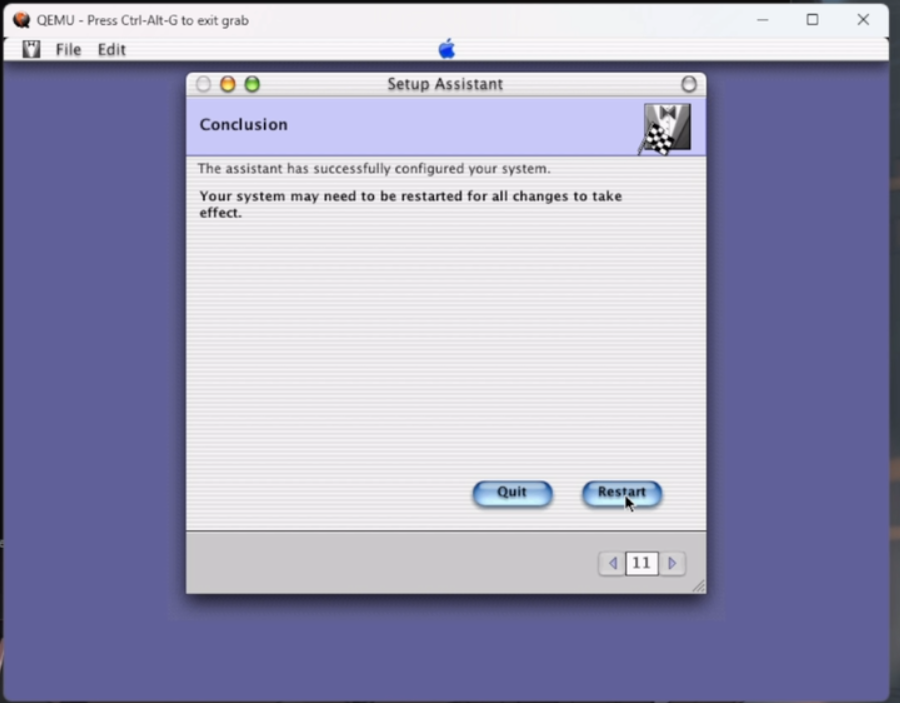 QEMU - Press Ctrl-Alt-G to exit grab
File Edit
Setup Assistant
Conclusion
The assistant has successfully configured your system.
Your system may need to be restarted for all changes to take
effect.
Quit Restart
11